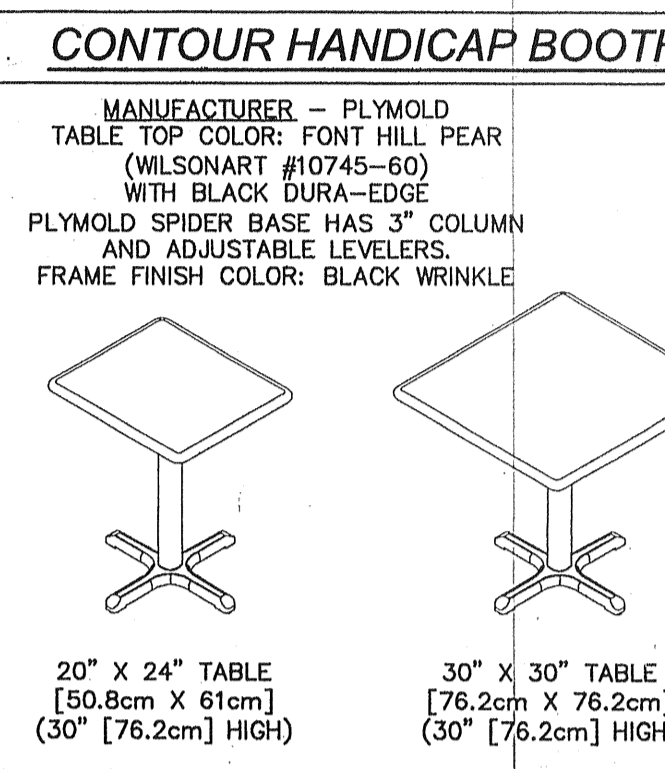 CONTOUR HANDICAP BOOTH
MANUFACTURER – PLYMOLD
TABLE TOP COLOR: FONT HILL PEAR
(WILSONART #10745–60)
WITH BLACK DURA–EDGE
PLYMOLD SPIDER BASE HAS 3" COLUMN
AND ADJUSTABLE LEVELERS.
FRAME FINISH COLOR: BLACK WRINKLE
20" X 24" TABLE
[50.8cm X 61cm]
(30" [76.2cm] HIGH)
30" X 30" TABLE
[76.2cm X 76.2cm]
(30" [76.2cm] HIGH